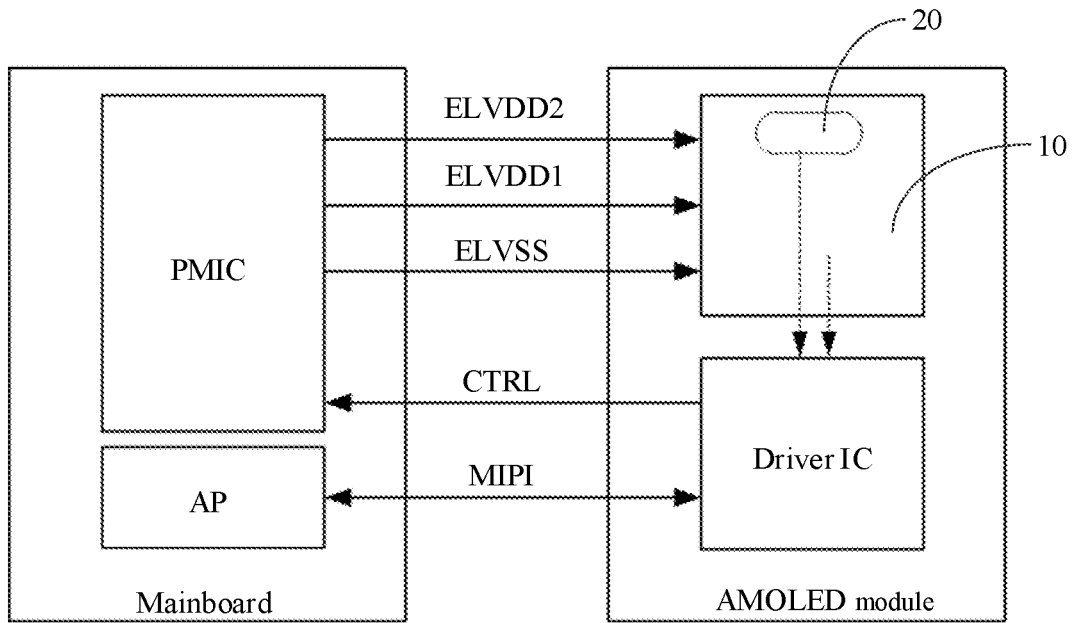 20
ELVDD2
10
ELVDD1
ELVSS
PMIC
CTRL
Driver IC
MIPI
AP
Mainboard
AMOLED module